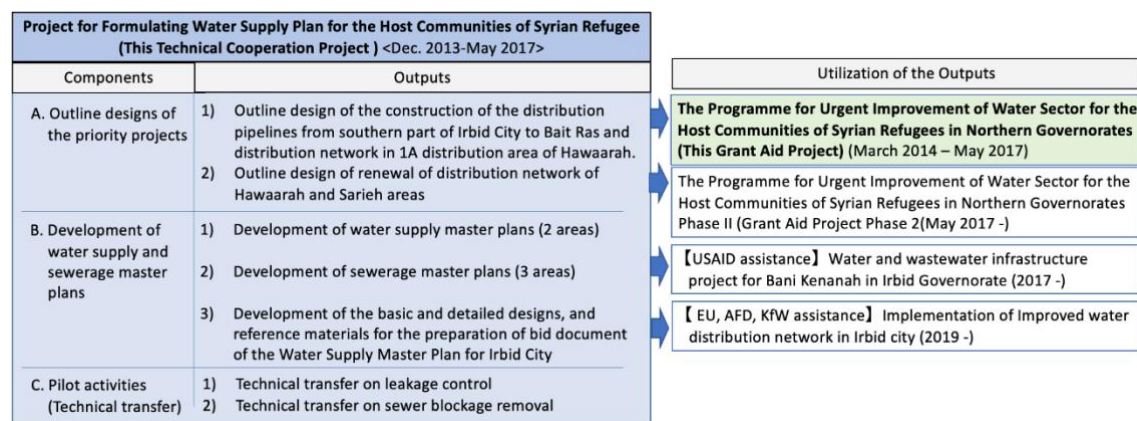 Project for Formulating Water Supply Plan for the Host Communities of Syrian Refugee
(This Technical Cooperation Project ) <Dec. 2013-May 2017>
Components
Outputs
A. Outline designs of
the priority projects
1) Outline design of the construction of the distribution
pipelines from southern part of Irbid City to Bait Ras and
distribution network in 1A distribution area of Hawaarah.
2) Outline design of renewal of distribution network of
Hawaarah and Sarieh areas
B. Development of
water supply and
sewerage master
plans
1) Development of water supply master plans (2 areas)
2) Development of sewerage master plans (3 areas)
3) Development of the basic and detailed designs, and
reference materials for the preparation of bid document
of the Water Supply Master Plan for Irbid City
C. Pilot activities
(Technical transfer)
1) Technical transfer on leakage control
2) Technical transfer on sewer blockage removal
Utilization of the Outputs
The Programme for Urgent Improvement of Water Sector for the
Host Communities of Syrian Refugees in Northern Governorates
(This Grant Aid Project) (March 2014 – May 2017)
The Programme for Urgent Improvement of Water Sector for the
Host Communities of Syrian Refugees in Northern Governorates
Phase II (Grant Aid Project Phase 2(May 2017 -)
【USAID assistance】Water and wastewater infrastructure
project for Bani Kenanah in Irbid Governorate (2017 -)
【 EU, AFD, KfW assistance】Implementation of Improved water
distribution network in Irbid city (2019 -)